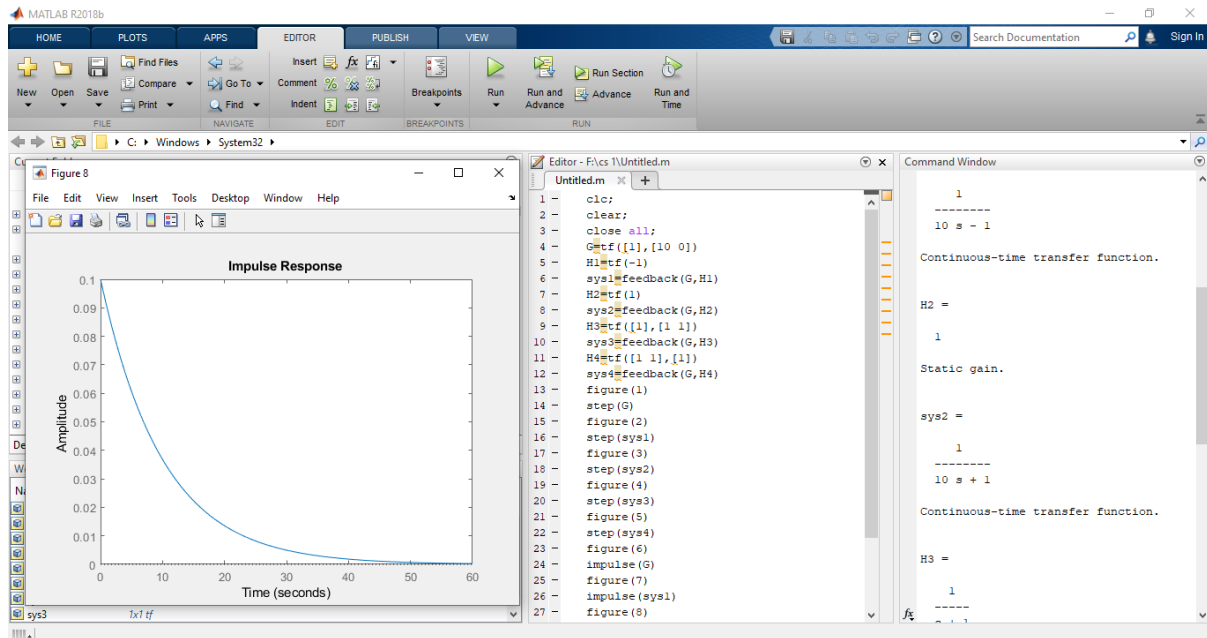 MATLAB R2018b
HOME PLOTS APPS EDITOR PUBLISH VIEW
Search Documentation
Sign In
New
Open
Save
Find Files
Compare
Print
FILE
Go To
Find
NAVIGATE
Insert fx
Comment
Indent
EDIT
Breakpoints
BREAKPOINTS
Run
Run and
Advance
Run Section
Advance
Run and
Time
RUN
C: Windows System32
Figure 8
File Edit View Insert Tools Desktop Window Help
Impulse Response
Amplitude
0.1
0.09
0.08
0.07
0.06
0.05
0.04
0.03
0.02
0.01
0
0 10 20 30 40 50 60
Time (seconds)
De
sys3 1x1 tf
Editor - F:\cs 1\Untitled.m
Untitled.m
1 - clc;
2 - clear;
3 - close all;
4 - G=tf([1],[10 0])
5 - H1=tf(-1)
6 - sys1=feedback(G,H1)
7 - H2=tf(1)
8 - sys2=feedback(G,H2)
9 - H3=tf([1],[1 1])
10 - sys3=feedback(G,H3)
11 - H4=tf([1 1],[1])
12 - sys4=feedback(G,H4)
13 - figure(1)
14 - step(G)
15 - figure(2)
16 - step(sys1)
17 - figure(3)
18 - step(sys2)
19 - figure(4)
20 - step(sys3)
21 - figure(5)
22 - step(sys4)
23 - figure(6)
24 - impulse(G)
25 - figure(7)
26 - impulse(sys1)
27 - figure(8)
Command Window
1
--------
10 s - 1
Continuous-time transfer function.
H2 =
1
Static gain.
sys2 =
1
--------
10 s + 1
Continuous-time transfer function.
H3 =
1
-----
fx